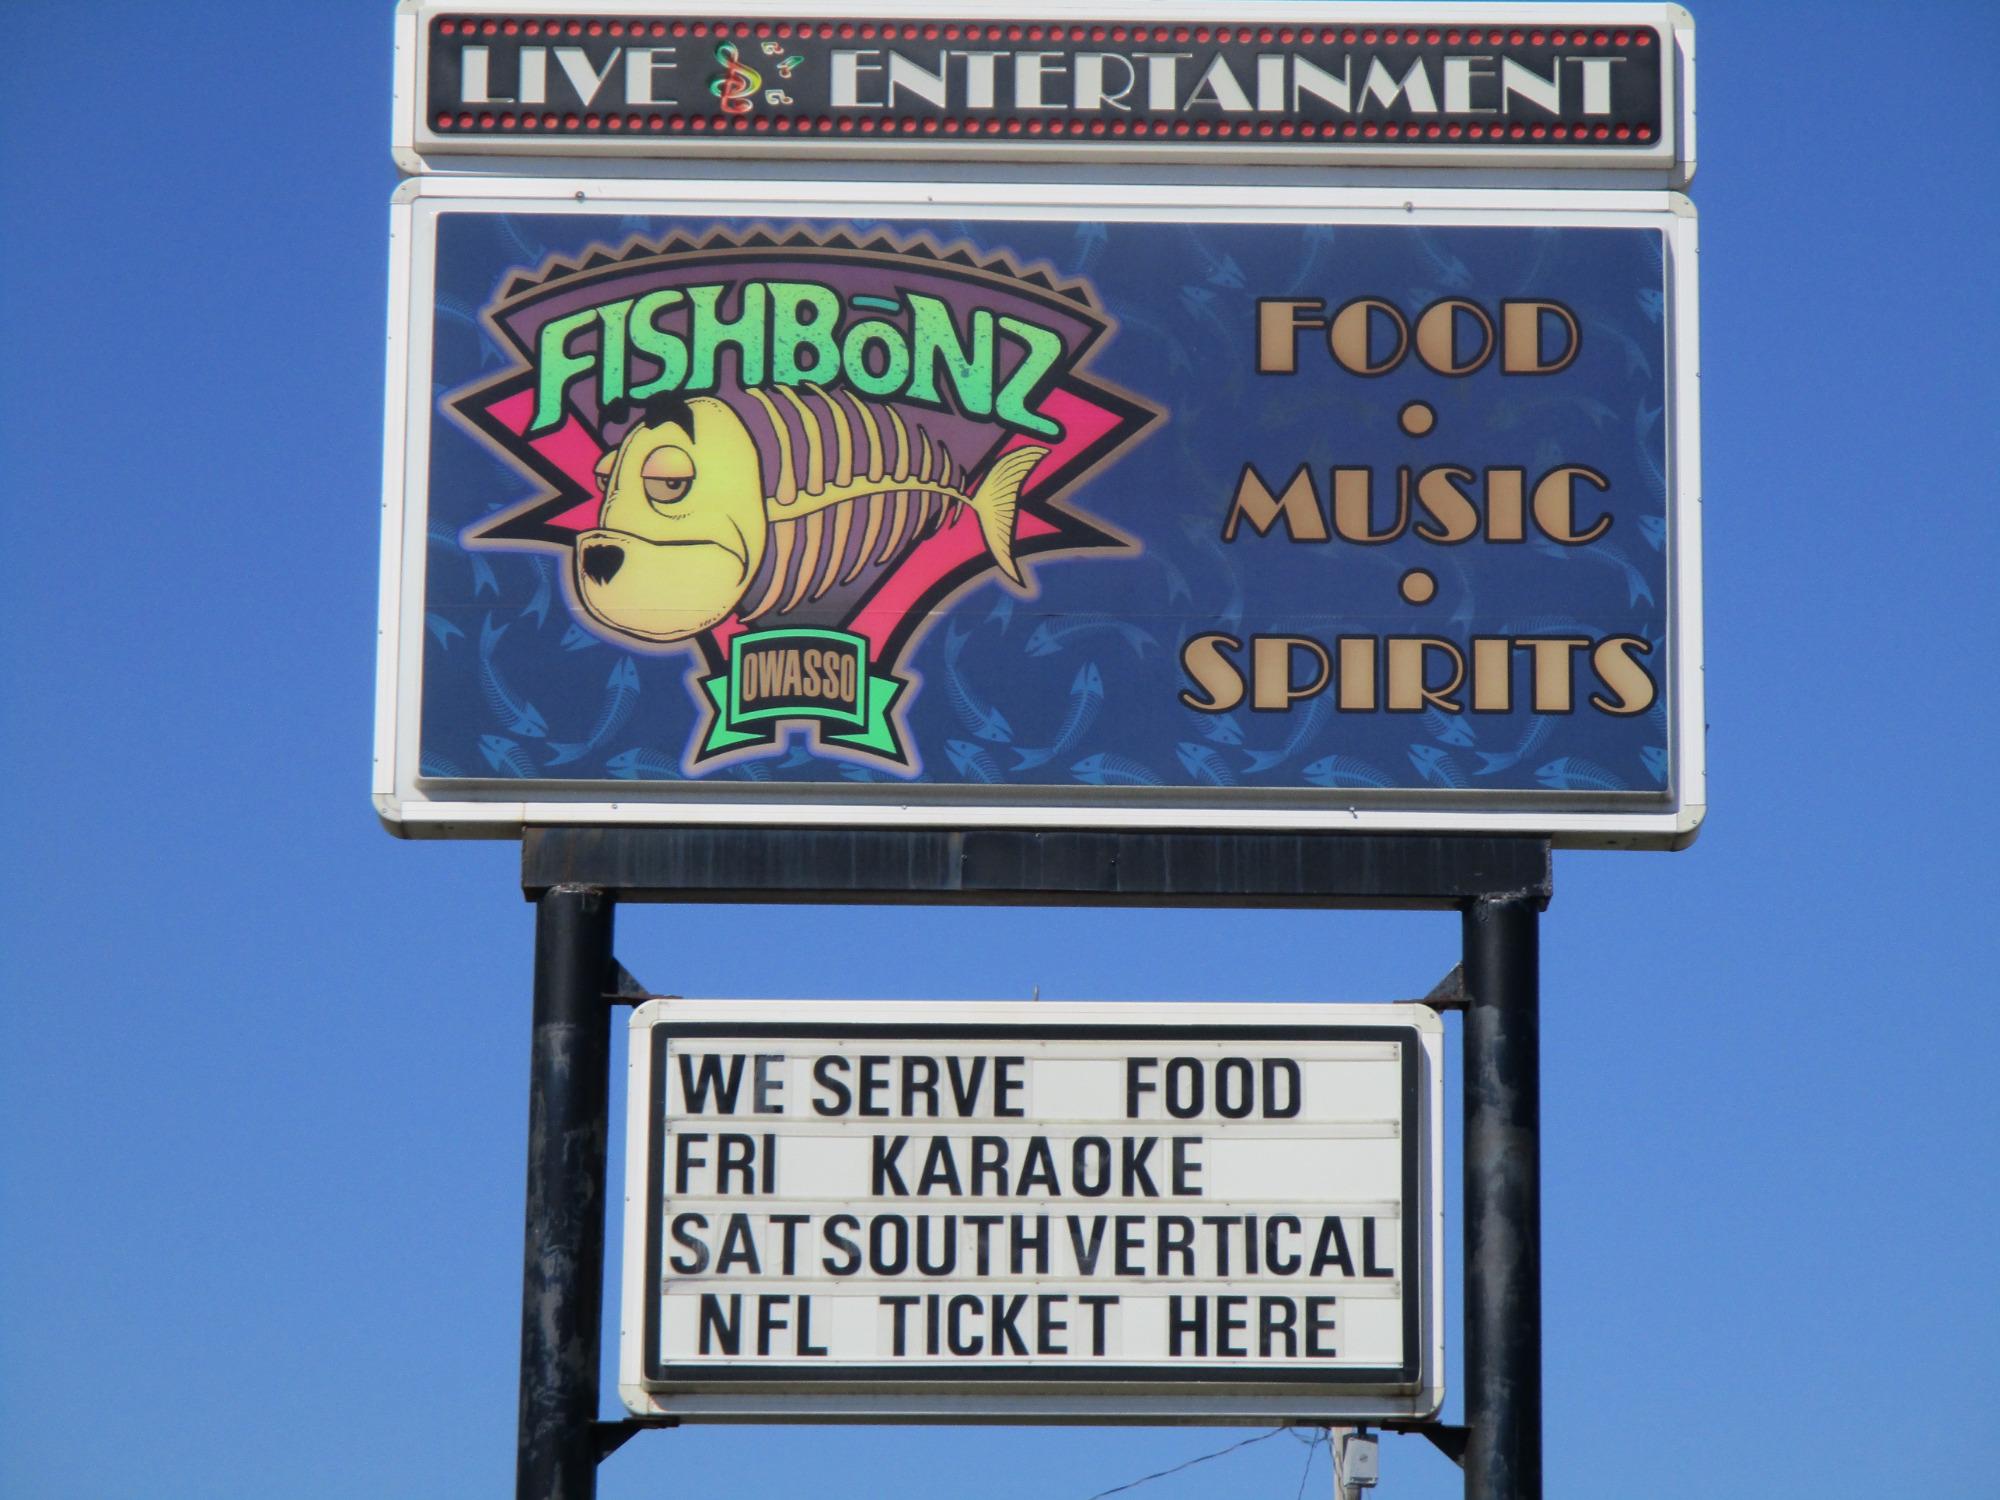 LIVE ENTERTAINMENT
FISHBōNZ
OWASSO
FOOD
•
MUSIC
•
SPIRITS
WE SERVE FOOD
FRI KARAOKE
SAT SOUTH VERTICAL
NFL TICKET HERE